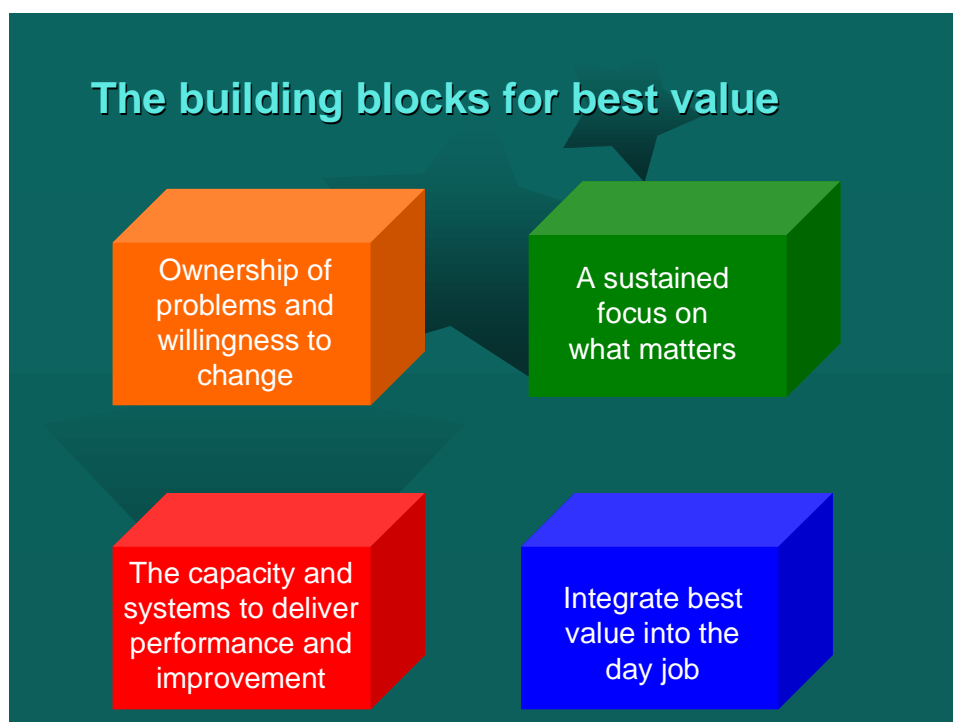 The building blocks for best value
Ownership of
problems and
willingness to
change
A sustained
focus on
what matters
The capacity and
systems to deliver
performance and
improvement
Integrate best
value into the
day job